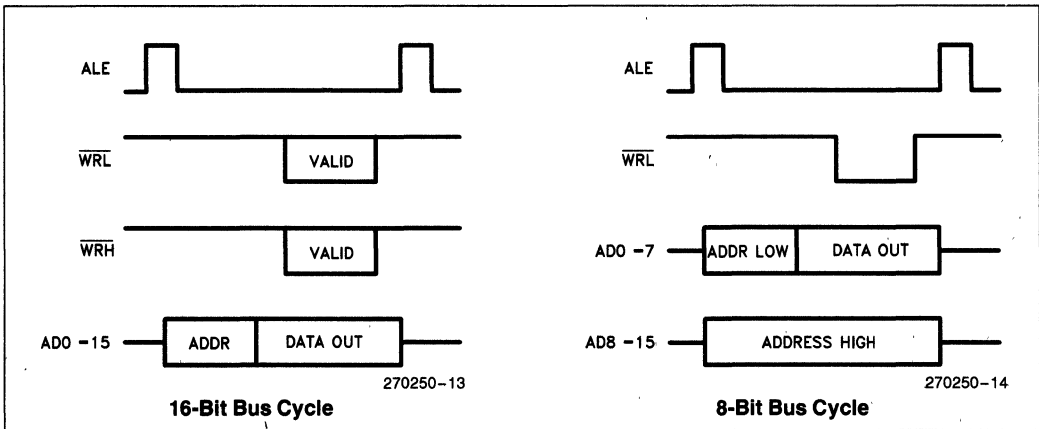 ALE
WRL
VALID
WRH
VALID
AD0 -15
ADDR
DATA OUT
270250-13
16-Bit Bus Cycle
ALE
WRL
AD0 -7
ADDR LOW
DATA OUT
AD8 -15
ADDRESS HIGH
270250-14
8-Bit Bus Cycle